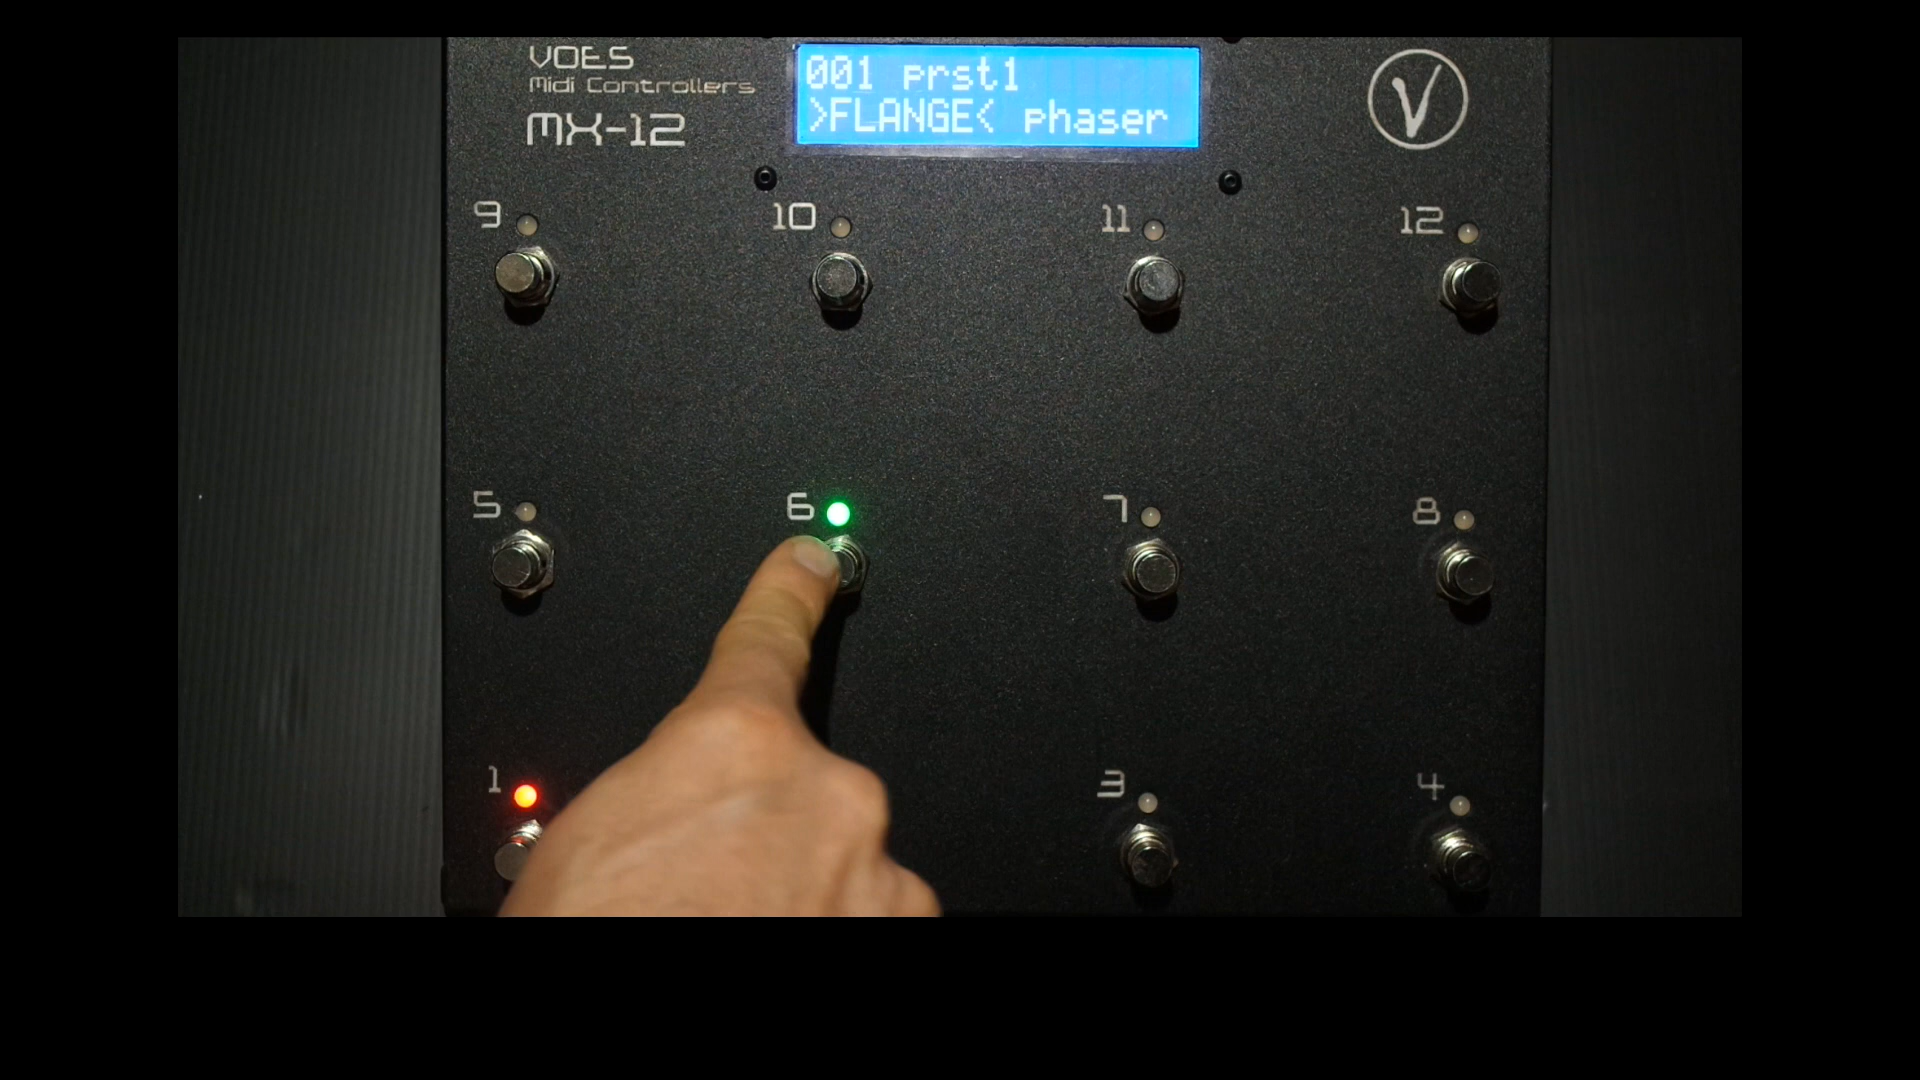 VOES
Midi Controllers
MX-12
001 prst1
>FLANGE< phaser
V
9 10 11 12
5 6 7 8
1 3 4